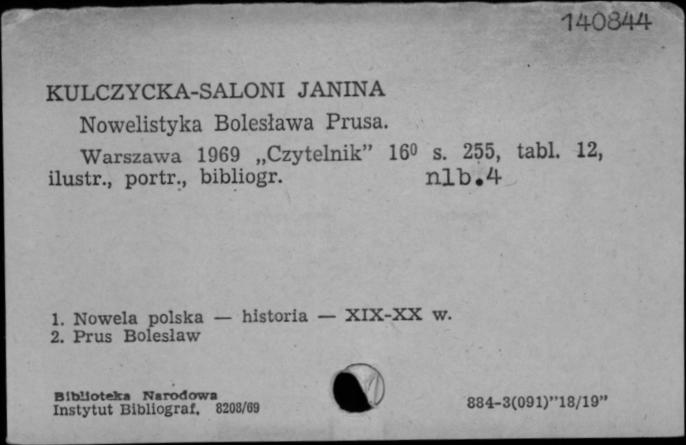 140844
KULCZYCKA-SALONI JANINA
Nowelistyka Bolesława Prusa.
Warszawa 1969 „Czytelnik” 16⁰ s. 255, tabl. 12,
ilustr., portr., bibliogr. nlb.4
1. Nowela polska — historia — XIX-XX w.
2. Prus Bolesław
Biblioteka Narodowa
Instytut Bibliograf. 8208/69
884-3(091)”18/19”